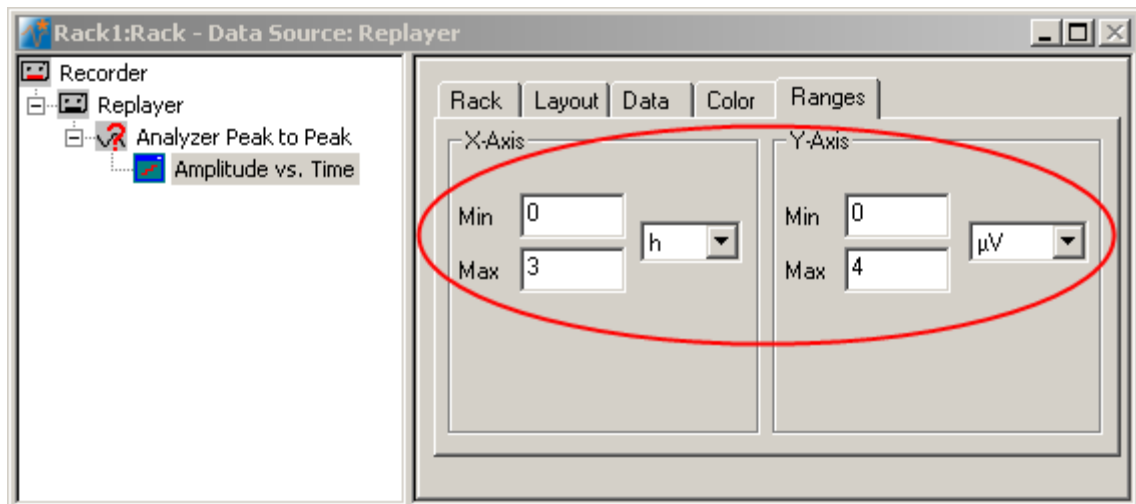 Rack1:Rack - Data Source: Replayer
Recorder
Replayer
Analyzer Peak to Peak
Amplitude vs. Time
Rack Layout Data Color Ranges
X-Axis
Min 0
h
Max 3
Y-Axis
Min 0
µV
Max 4